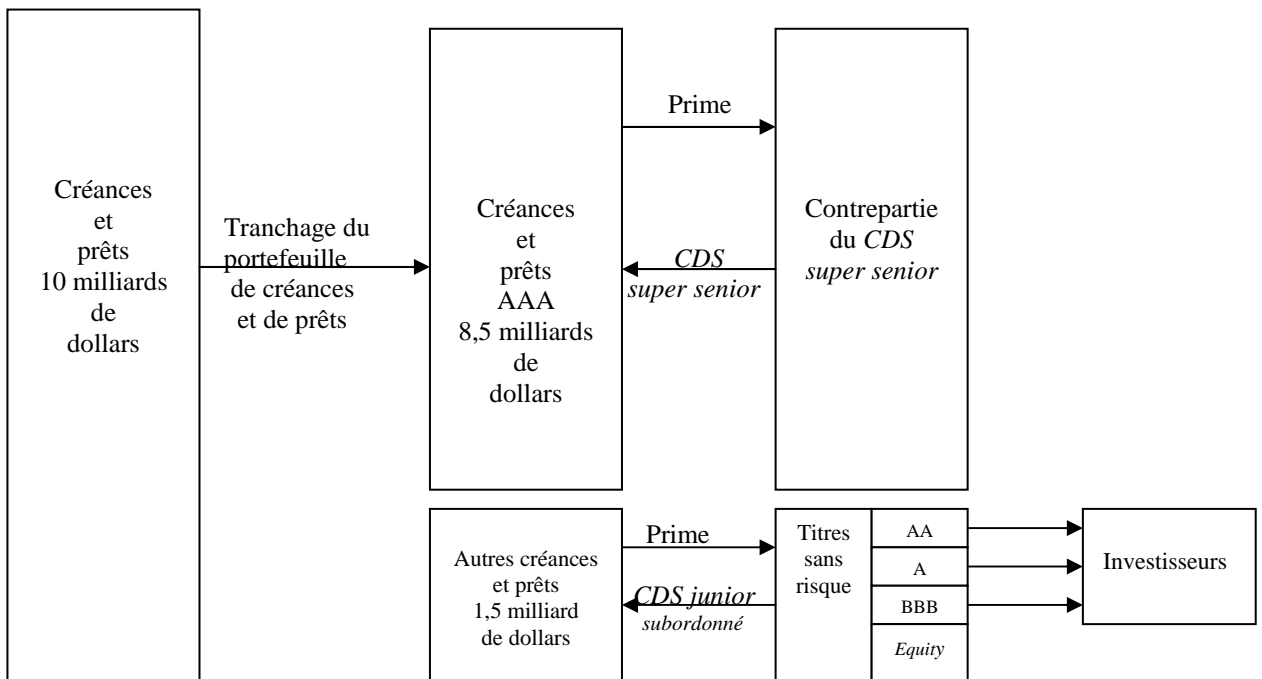 Créances
et
prêts
10 milliards
de
dollars
Tranchage du
portefeuille
de créances
et de prêts
Créances
et
prêts
AAA
8,5 milliards
de
dollars
Prime
CDS
super senior
Contrepartie
du CDS
super senior
Autres créances
et prêts
1,5 milliard
de dollars
Prime
CDS junior
subordonné
Titres
sans
risque
AA
A
BBB
Equity
Investisseurs